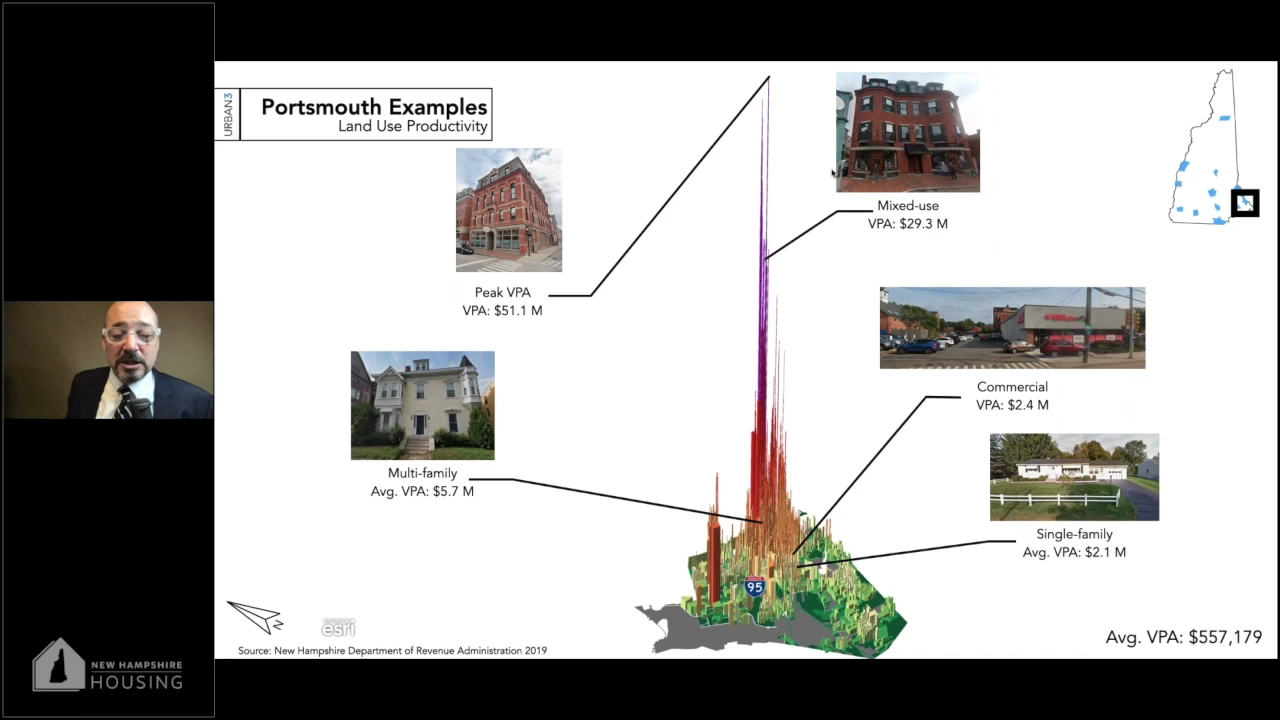 URBAN3
Portsmouth Examples
Land Use Productivity
Peak VPA
VPA: $51.1 M
Mixed-use
VPA: $29.3 M
Multi-family
Avg. VPA: $5.7 M
Commercial
VPA: $2.4 M
Single-family
Avg. VPA: $2.1 M
95
esri
Source: New Hampshire Department of Revenue Administration 2019
Avg. VPA: $557,179
NEW HAMPSHIRE
HOUSING